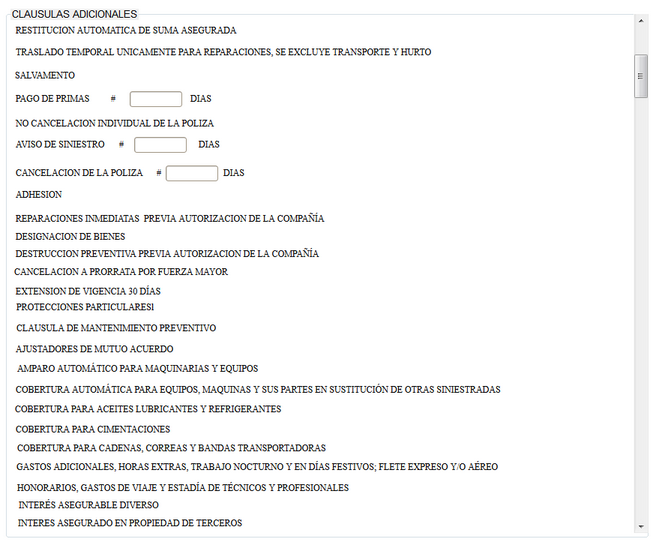 CLAUSULAS ADICIONALES
RESTITUCION AUTOMATICA DE SUMA ASEGURADA
TRASLADO TEMPORAL UNICAMENTE PARA REPARACIONES, SE EXCLUYE TRANSPORTE Y HURTO
SALVAMENTO
PAGO DE PRIMAS # DIAS
NO CANCELACION INDIVIDUAL DE LA POLIZA
AVISO DE SINIESTRO # DIAS
CANCELACION DE LA POLIZA # DIAS
ADHESION
REPARACIONES INMEDIATAS PREVIA AUTORIZACION DE LA COMPAÑÍA
DESIGNACION DE BIENES
DESTRUCCION PREVENTIVA PREVIA AUTORIZACION DE LA COMPAÑÍA
CANCELACION A PRORRATA POR FUERZA MAYOR
EXTENSION DE VIGENCIA 30 DÍAS
PROTECCIONES PARTICULARESI
CLAUSULA DE MANTENIMIENTO PREVENTIVO
AJUSTADORES DE MUTUO ACUERDO
AMPARO AUTOMÁTICO PARA MAQUINARIAS Y EQUIPOS
COBERTURA AUTOMÁTICA PARA EQUIPOS, MAQUINAS Y SUS PARTES EN SUSTITUCIÓN DE OTRAS SINIESTRADAS
COBERTURA PARA ACEITES LUBRICANTES Y REFRIGERANTES
COBERTURA PARA CIMENTACIONES
COBERTURA PARA CADENAS, CORREAS Y BANDAS TRANSPORTADORAS
GASTOS ADICIONALES, HORAS EXTRAS, TRABAJO NOCTURNO Y EN DÍAS FESTIVOS; FLETE EXPRESO Y/O AÉREO
HONORARIOS, GASTOS DE VIAJE Y ESTADÍA DE TÉCNICOS Y PROFESIONALES
INTERÉS ASEGURABLE DIVERSO
INTERES ASEGURADO EN PROPIEDAD DE TERCEROS